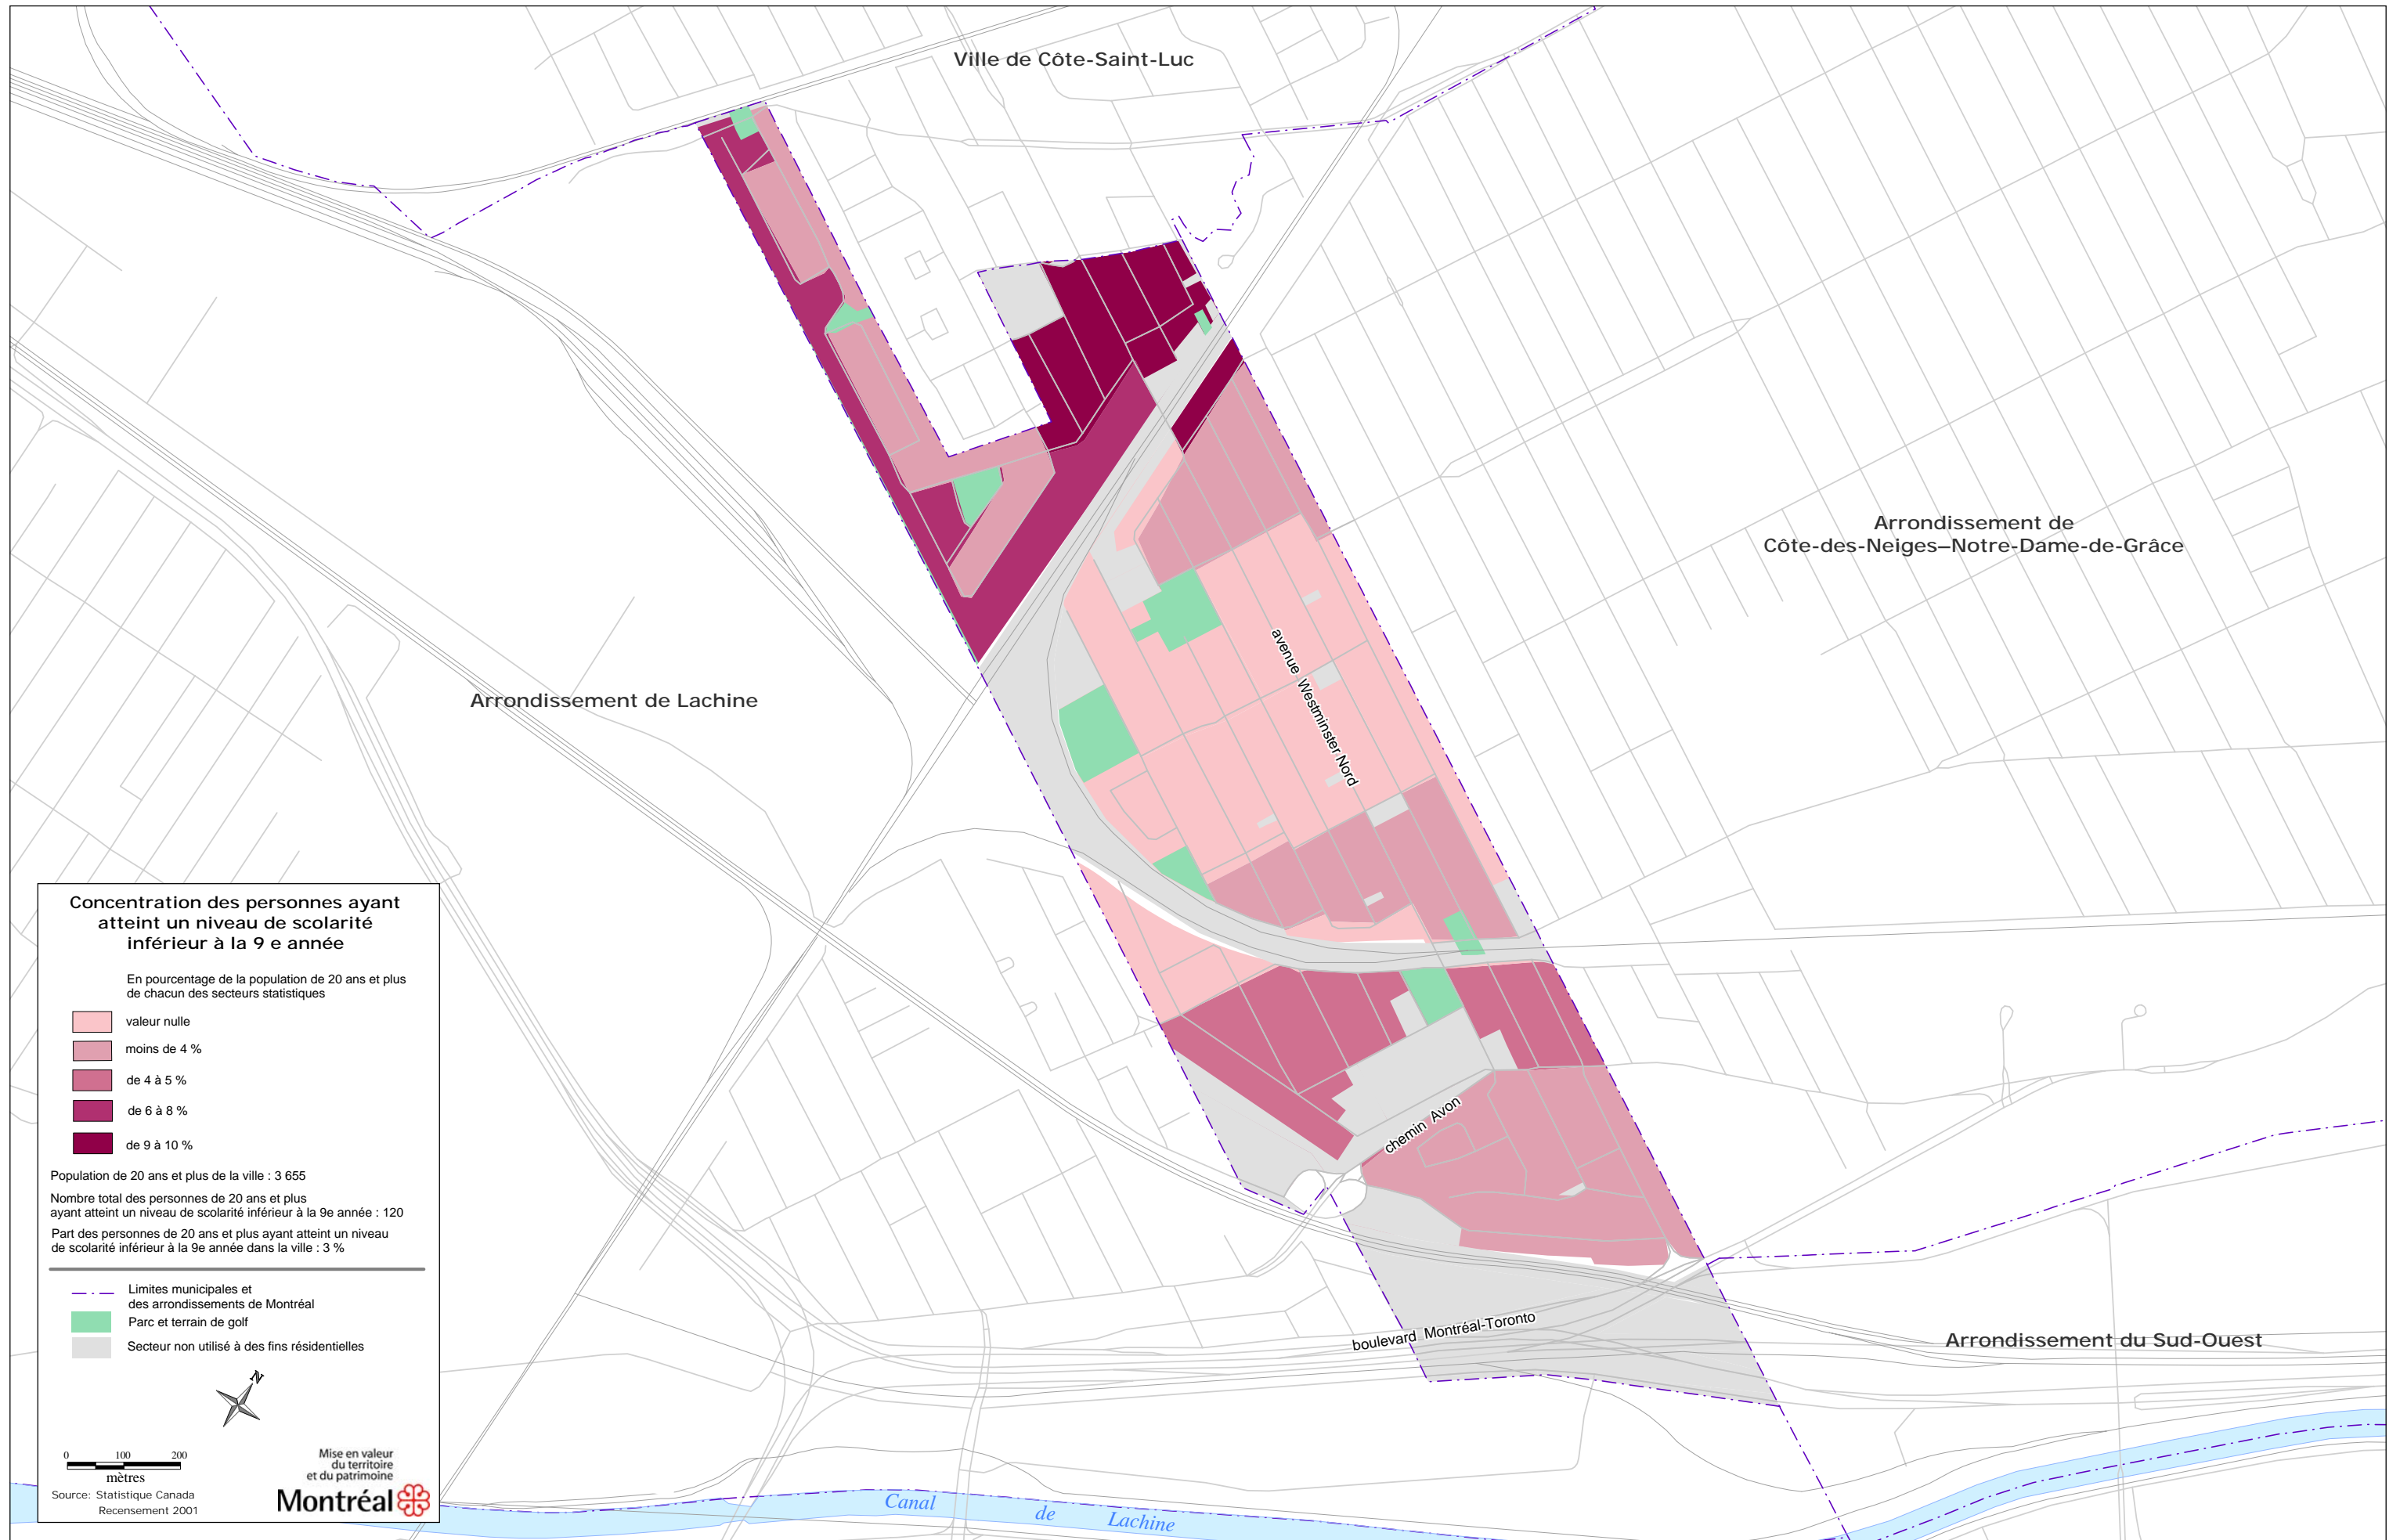 Ville de Côte-Saint-Luc
Arrondissement de
Côte-des-Neiges–Notre-Dame-de-Grâce
Arrondissement de Lachine
avenue Westminster Nord
chemin Avon
boulevard Montréal-Toronto
Arrondissement du Sud-Ouest
Canal de Lachine
Concentration des personnes ayant
atteint un niveau de scolarité
inférieur à la 9 e année
En pourcentage de la population de 20 ans et plus
de chacun des secteurs statistiques
valeur nulle
moins de 4 %
de 4 à 5 %
de 6 à 8 %
de 9 à 10 %
Population de 20 ans et plus de la ville : 3 655
Nombre total des personnes de 20 ans et plus
ayant atteint un niveau de scolarité inférieur à la 9e année : 120
Part des personnes de 20 ans et plus ayant atteint un niveau
de scolarité inférieur à la 9e année dans la ville : 3 %
Limites municipales et
des arrondissements de Montréal
Parc et terrain de golf
Secteur non utilisé à des fins résidentielles
N
0 100 200
mètres
Source: Statistique Canada
Recensement 2001
Mise en valeur
du territoire
et du patrimoine
Montréal